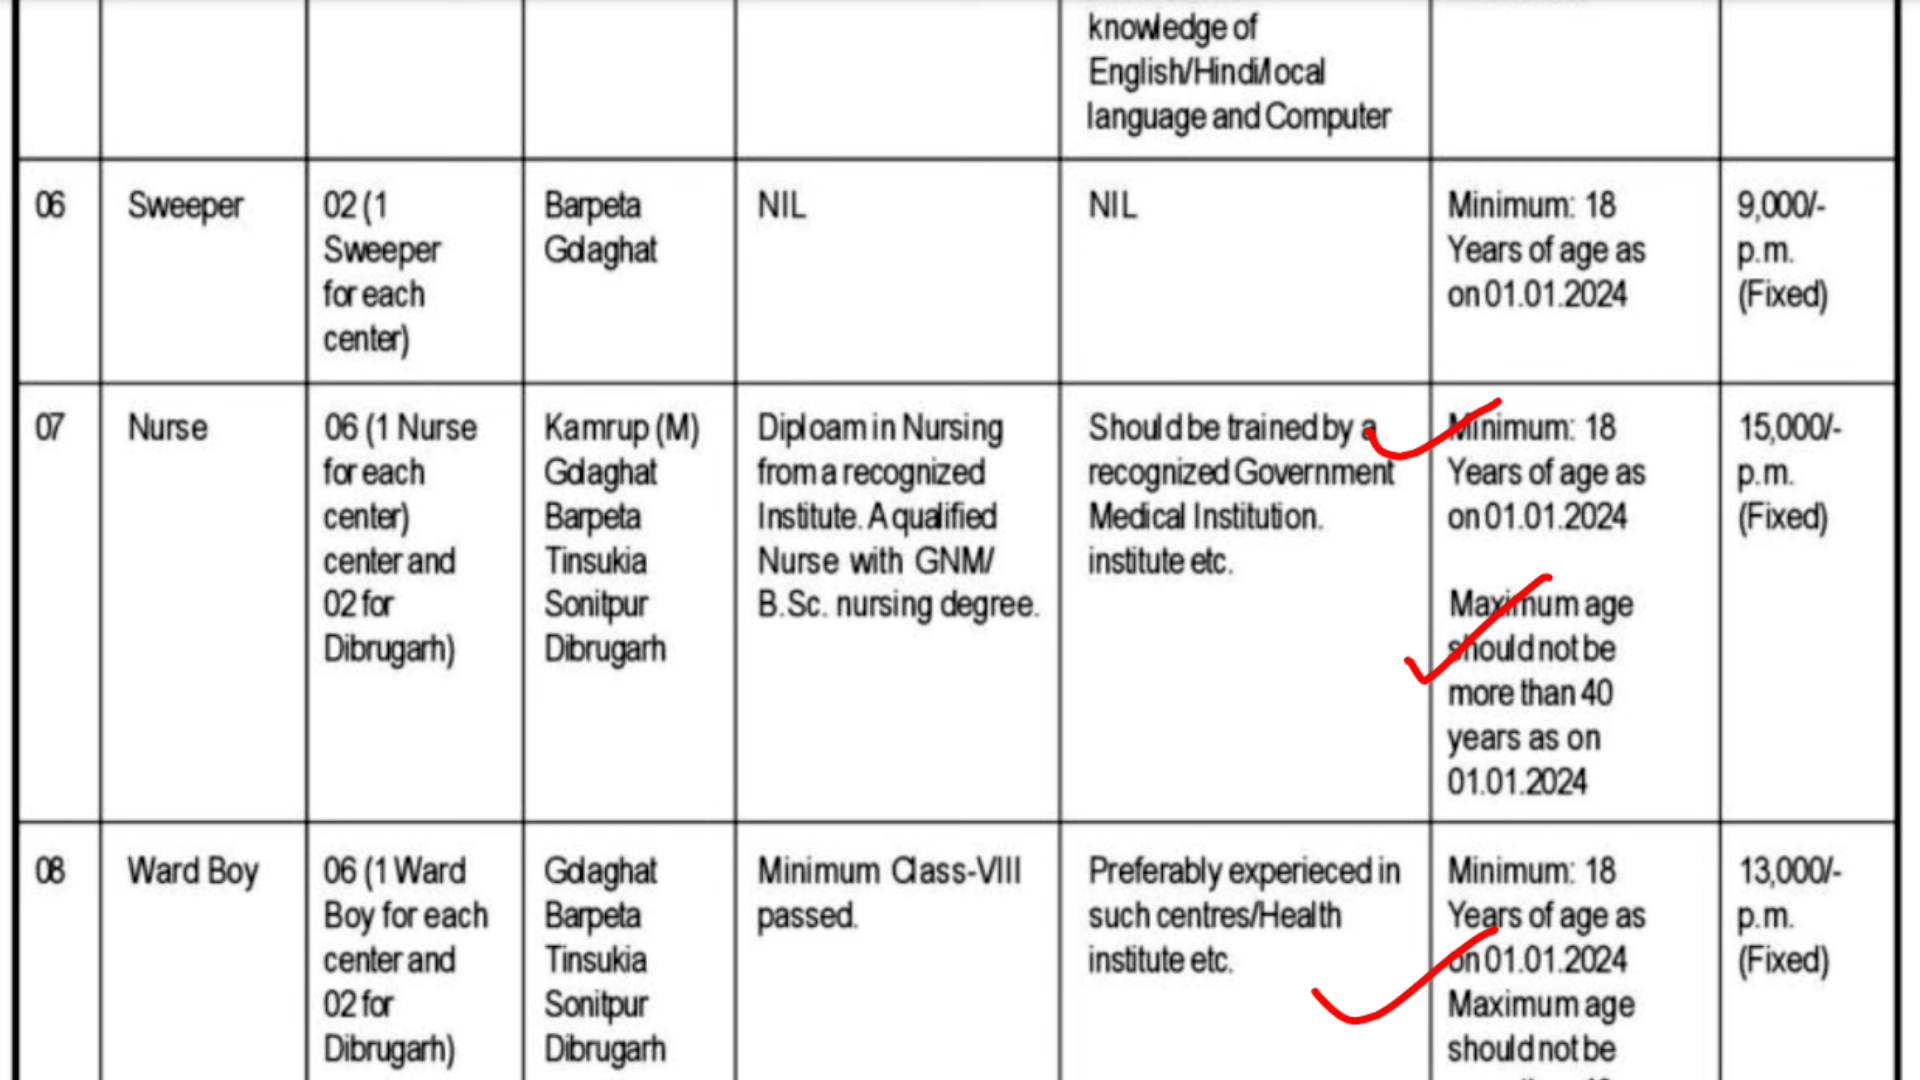 knowledge of
English/Hindi/local
language and Computer
06 Sweeper 02 (1 Barpeta NIL NIL Minimum: 18 9,000/-
Sweeper Golaghat Years of age as p.m.
for each on 01.01.2024 (Fixed)
center)
07 Nurse 06 (1 Nurse Kamrup (M) Diploam in Nursing Should be trained by a Minimum: 18 15,000/-
for each Golaghat from a recognized recognized Government Years of age as p.m.
center) Barpeta Institute. A qualified Medical Institution. on 01.01.2024 (Fixed)
center and Tinsukia Nurse with GNM/ institute etc.
02 for Sonitpur B.Sc. nursing degree. Maximum age
Dibrugarh) Dibrugarh should not be
more than 40
years as on
01.01.2024
08 Ward Boy 06 (1 Ward Golaghat Minimum Class-VIII Preferably experieced in Minimum: 18 13,000/-
Boy for each Barpeta passed. such centres/Health Years of age as p.m.
center and Tinsukia institute etc. on 01.01.2024 (Fixed)
02 for Sonitpur Maximum age
Dibrugarh) Dibrugarh should not be